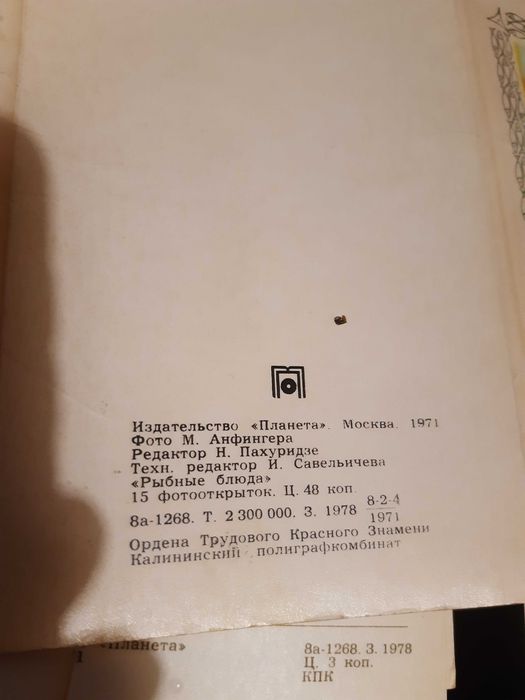 Издательство «Планета». Москва. 1971
Фото М. Анфингера
Редактор Н. Пахуридзе
Техн. редактор И. Савельичева
«Рыбные блюда»
15 фотооткрыток. Ц. 48 коп.
8а-1268. Т. 2 300 000. З. 1978 8-2-4/1971
Ордена Трудового Красного Знамени
Калининский полиграфкомбинат
«Планета» 8а-1268. З. 1978
1 Ц. 3 коп.
КПК